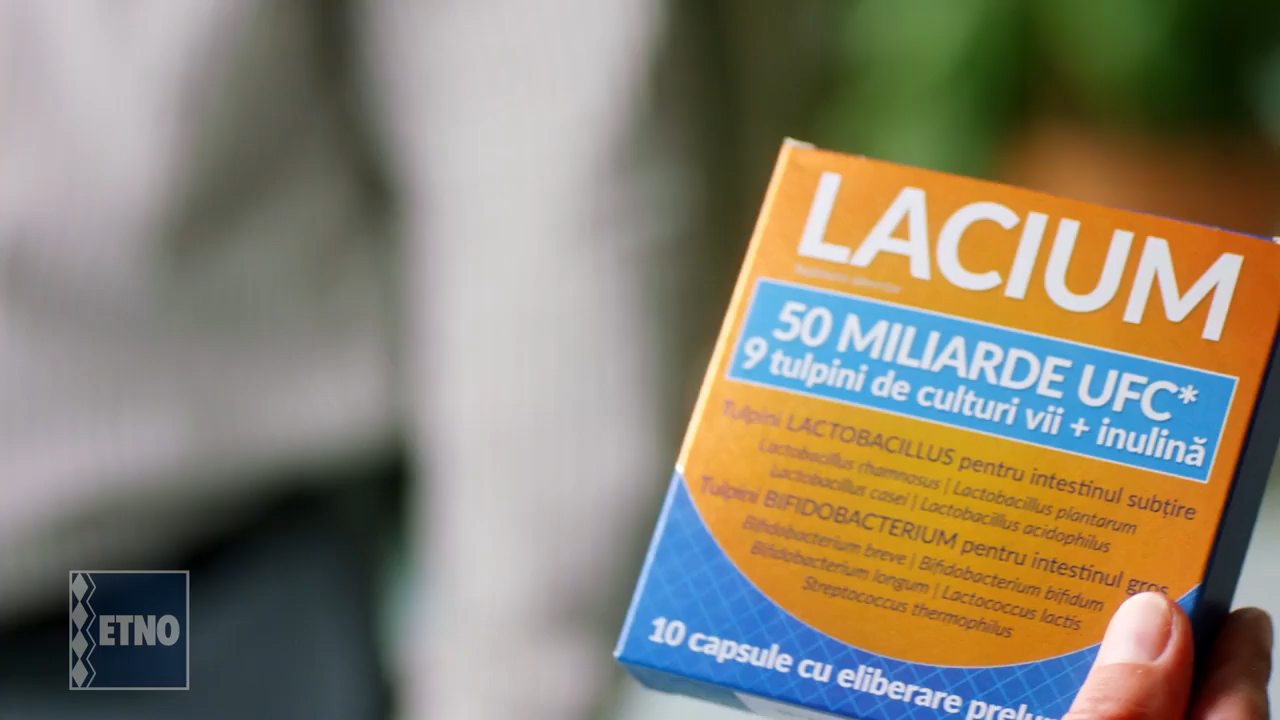 LACIUM
50 MILIARDE UFC*
9 tulpini de culturi vii + inulină
Tulpini LACTOBACILLUS pentru intestinul subțire
Lactobacillus rhamnosus | Lactobacillus plantarum
Lactobacillus casei | Lactobacillus acidophilus
Tulpini BIFIDOBACTERIUM pentru intestinul gros
Bifidobacterium breve | Bifidobacterium bifidum
Bifidobacterium longum | Lactococcus lactis
Streptococcus thermophilus
10 capsule cu eliberare
ETNO